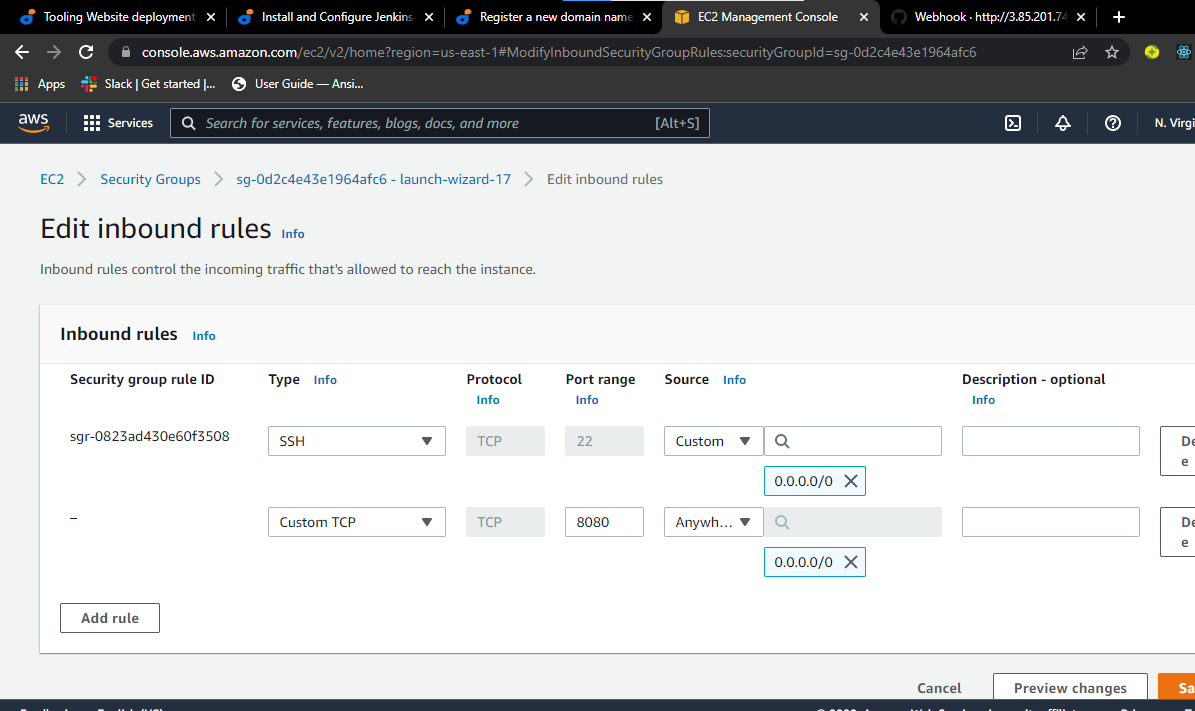 Tooling Website deployment
Install and Configure Jenkins
Register a new domain name
EC2 Management Console
Webhook · http://3.85.201.74
console.aws.amazon.com/ec2/v2/home?region=us-east-1#ModifyInboundSecurityGroupRules:securityGroupId=sg-0d2c4e43e1964afc6
Apps
Slack | Get started |...
User Guide — Ansi...
aws
Services
Search for services, features, blogs, docs, and more
[Alt+S]
N. Virgi
EC2
Security Groups
sg-0d2c4e43e1964afc6 - launch-wizard-17
Edit inbound rules
Edit inbound rules Info
Inbound rules control the incoming traffic that's allowed to reach the instance.
Inbound rules Info
Security group rule ID
Type Info
Protocol
Info
Port range
Info
Source Info
Description - optional
Info
sgr-0823ad430e60f3508
SSH
TCP
22
Custom
0.0.0.0/0
De
e
–
Custom TCP
TCP
8080
Anywh...
0.0.0.0/0
De
e
Add rule
Cancel
Preview changes
Sa